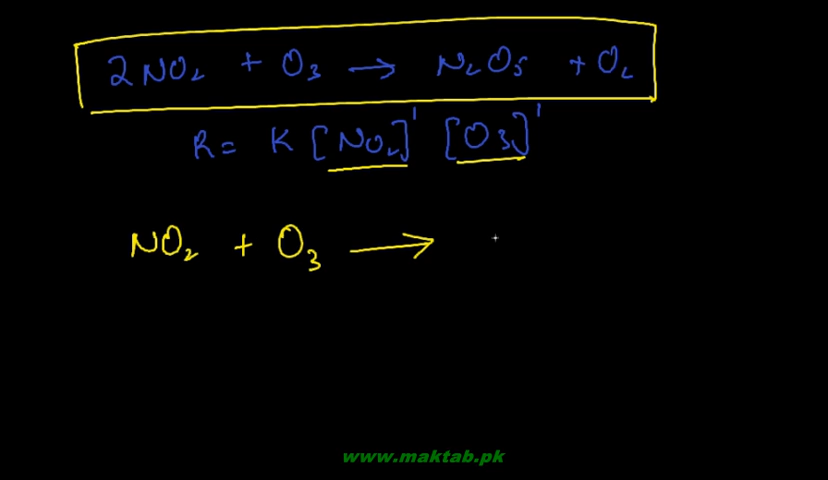 2NO₂ + O₃ → N₂O₅ + O₂
R = K [NO₂]¹ [O₃]¹
NO₂ + O₃ →
www.maktab.pk